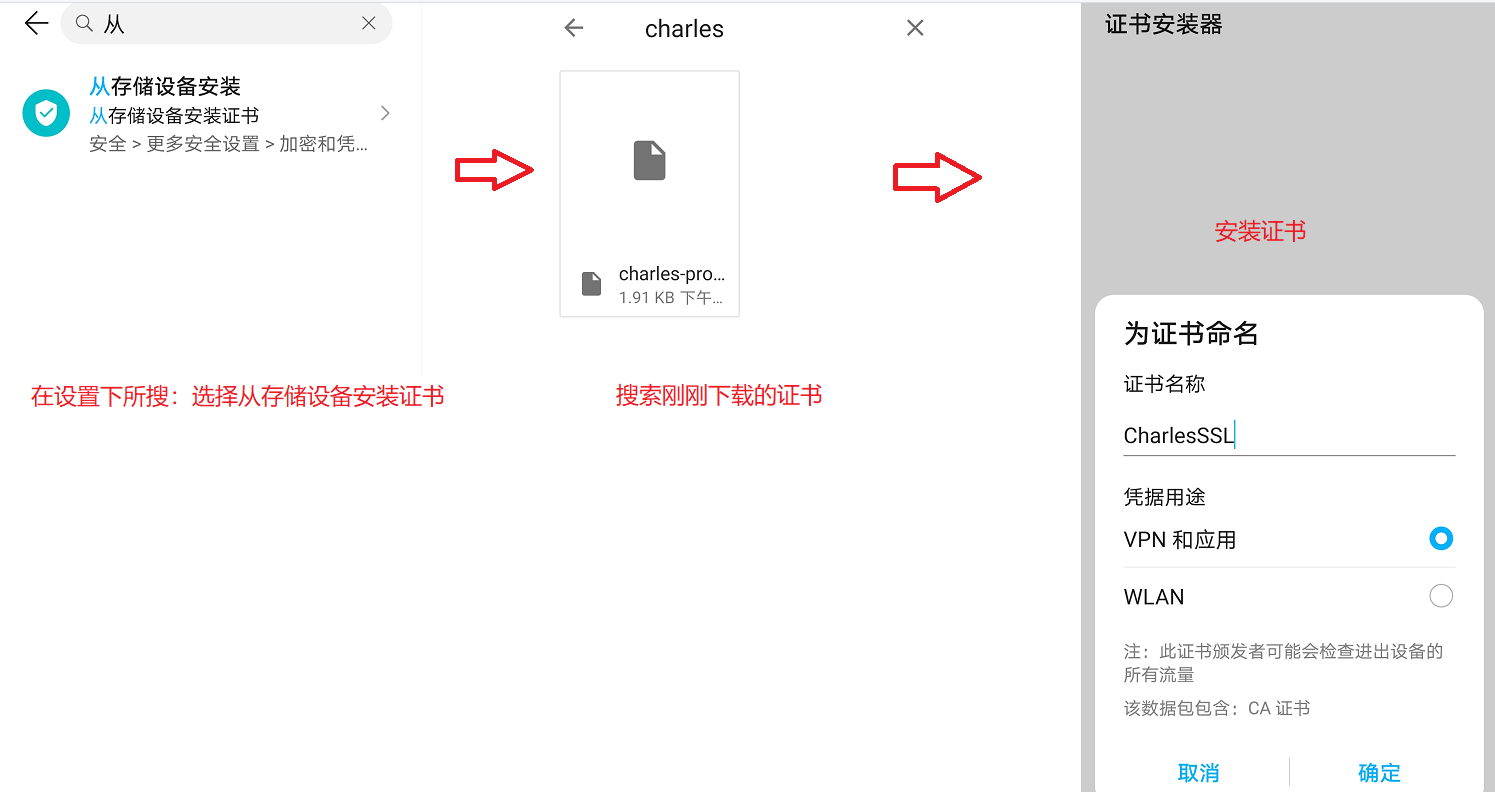 从
从存储设备安装
从存储设备安装证书
安全 > 更多安全设置 > 加密和凭...
在设置下所搜：选择从存储设备安装证书
charles
charles-pro...
1.91 KB 下午...
搜索刚刚下载的证书
证书安装器
安装证书
为证书命名
证书名称
CharlesSSL
凭据用途
VPN 和应用
WLAN
注：此证书颁发者可能会检查进出设备的
所有流量
该数据包包含：CA 证书
取消
确定